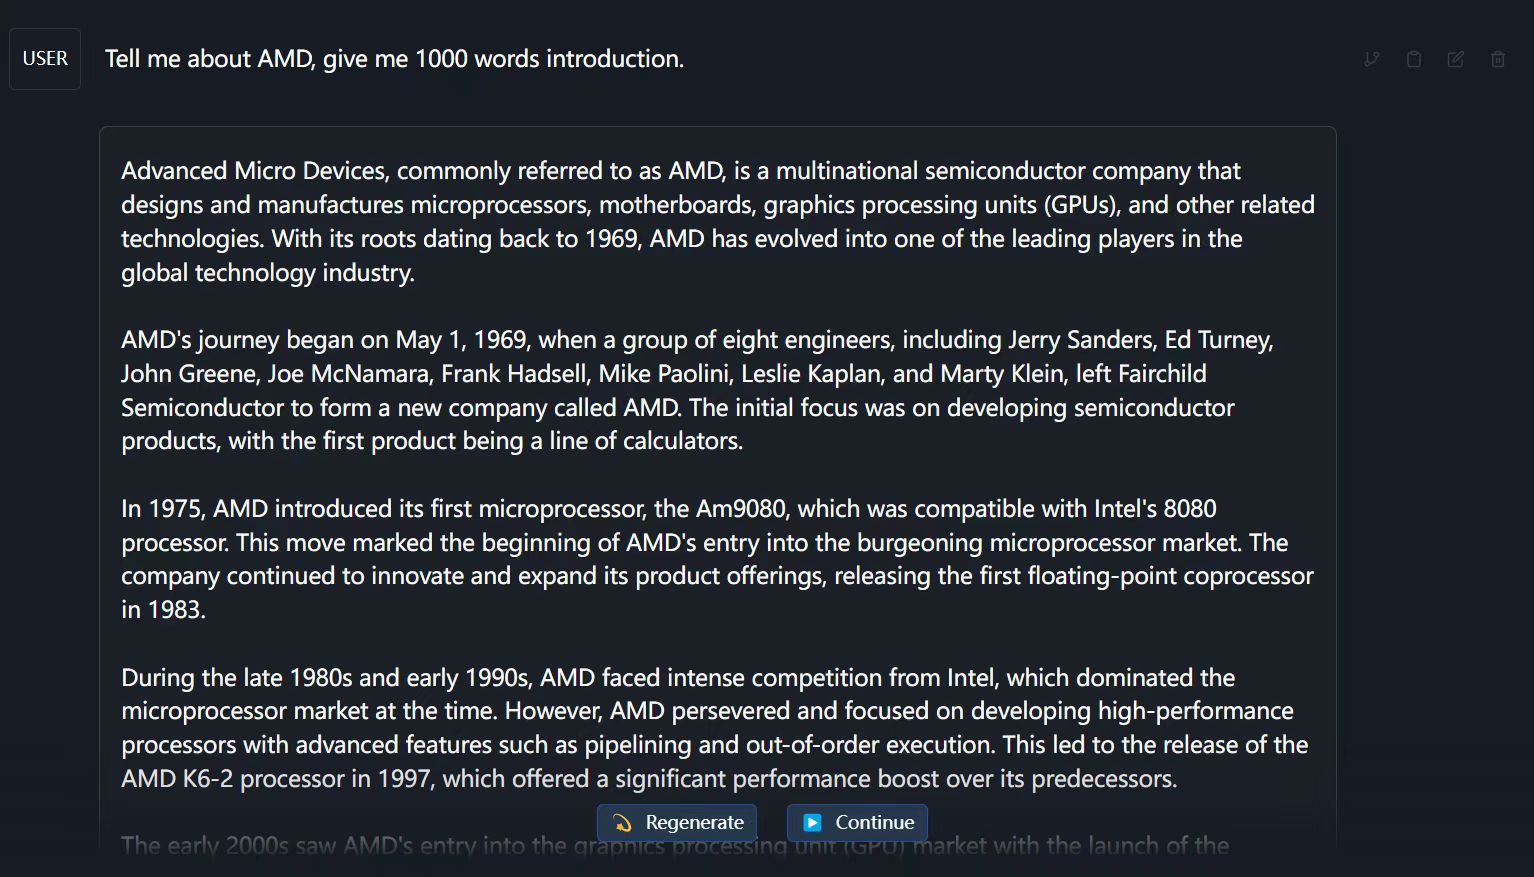 USER
Tell me about AMD, give me 1000 words introduction.
Advanced Micro Devices, commonly referred to as AMD, is a multinational semiconductor company that
designs and manufactures microprocessors, motherboards, graphics processing units (GPUs), and other related
technologies. With its roots dating back to 1969, AMD has evolved into one of the leading players in the
global technology industry.
AMD's journey began on May 1, 1969, when a group of eight engineers, including Jerry Sanders, Ed Turney,
John Greene, Joe McNamara, Frank Hadsell, Mike Paolini, Leslie Kaplan, and Marty Klein, left Fairchild
Semiconductor to form a new company called AMD. The initial focus was on developing semiconductor
products, with the first product being a line of calculators.
In 1975, AMD introduced its first microprocessor, the Am9080, which was compatible with Intel's 8080
processor. This move marked the beginning of AMD's entry into the burgeoning microprocessor market. The
company continued to innovate and expand its product offerings, releasing the first floating-point coprocessor
in 1983.
During the late 1980s and early 1990s, AMD faced intense competition from Intel, which dominated the
microprocessor market at the time. However, AMD persevered and focused on developing high-performance
processors with advanced features such as pipelining and out-of-order execution. This led to the release of the
AMD K6-2 processor in 1997, which offered a significant performance boost over its predecessors.
Regenerate
Continue
The early 2000s saw AMD's entry into the graphics processing unit (GPU) market with the launch of the